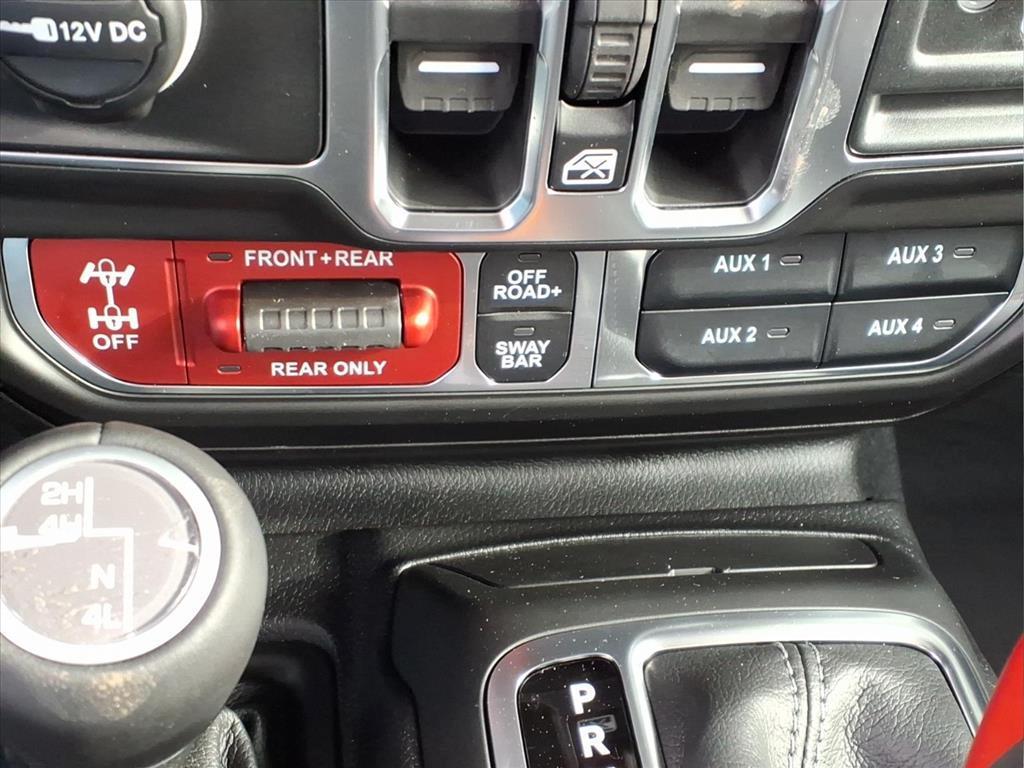 12V DC
FRONT+REAR
OFF
REAR ONLY
OFF
ROAD+
SWAY
BAR
AUX 1
AUX 2
AUX 3
AUX 4
2H
4H
N
4L
P
R